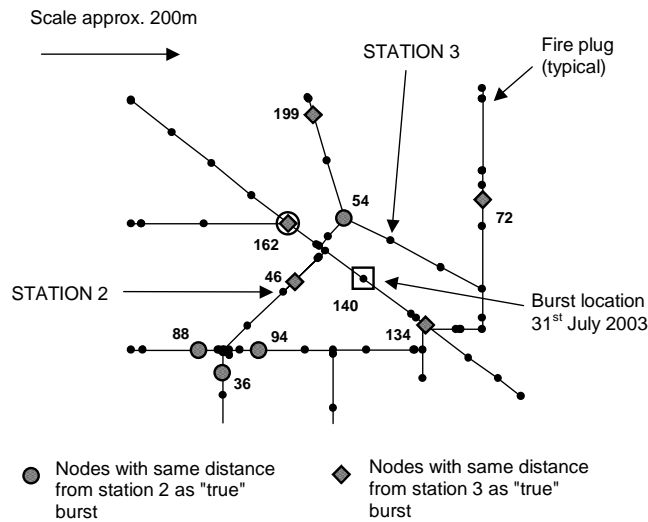 Scale approx. 200m
STATION 3
Fire plug
(typical)
199
54
72
162
46
STATION 2
140
Burst location
31st July 2003
134
88
94
36
Nodes with same distance
from station 2 as "true"
burst
Nodes with same distance
from station 3 as "true"
burst